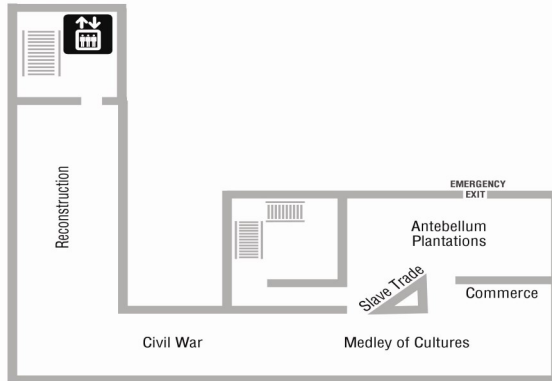 Reconstruction
EMERGENCY
EXIT
Antebellum
Plantations
Slave Trade
Commerce
Civil War
Medley of Cultures